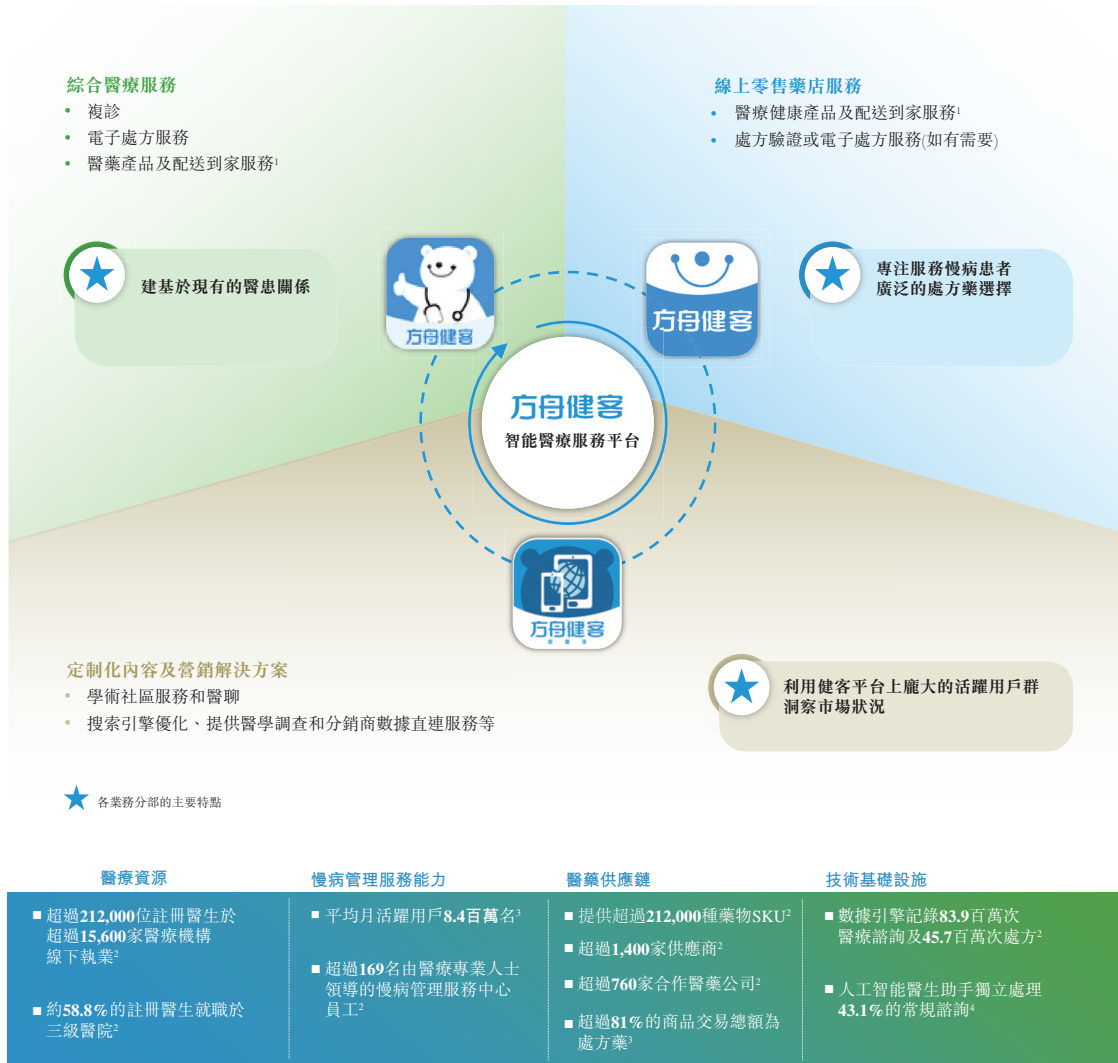 綜合醫療服務
• 複診
• 電子處方服務
• 醫藥產品及配送到家服務¹
線上零售藥店服務
• 醫療健康產品及配送到家服務¹
• 處方驗證或電子處方服務(如有需要)
建基於現有的醫患關係
方舟健客
方舟健客
專注服務慢病患者
廣泛的處方藥選擇
方舟健客
智能醫療服務平台
方舟健客
定制化內容及營銷解決方案
• 學術社區服務和醫聊
• 搜索引擎優化、提供醫學調查和分銷商數據直連服務等
利用健客平台上龐大的活躍用戶群
洞察市場狀況
各業務分部的主要特點
醫療資源
■ 超過212,000位註冊醫生於
超過15,600家醫療機構
線下執業²
■ 約58.8%的註冊醫生就職於
三級醫院²
慢病管理服務能力
■ 平均月活躍用戶8.4百萬名³
■ 超過169名由醫療專業人士
領導的慢病管理服務中心
員工²
醫藥供應鏈
■ 提供超過212,000種藥物SKU²
■ 超過1,400家供應商²
■ 超過760家合作醫藥公司²
■ 超過81%的商品交易總額為
處方藥³
技術基礎設施
■ 數據引擎記錄83.9百萬次
醫療諮詢及45.7百萬次處方²
■ 人工智能醫生助手獨立處理
43.1%的常規諮詢⁴